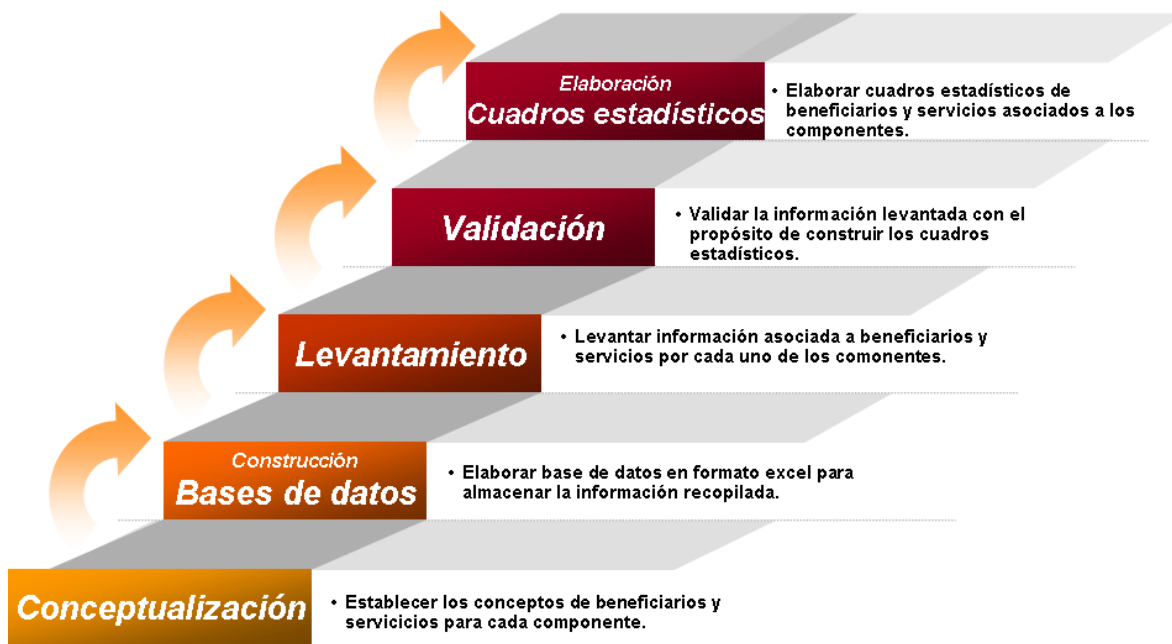 Elaboración
Cuadros estadísticos
• Elaborar cuadros estadísticos de
beneficiarios y servicios asociados a los
componentes.
Validación
• Validar la información levantada con el
propósito de construir los cuadros
estadísticos.
Levantamiento
• Levantar información asociada a beneficiarios y
servicios por cada uno de los comonentes.
Construcción
Bases de datos
• Elaborar base de datos en formato excel para
almacenar la información recopilada.
Conceptualización
• Establecer los conceptos de beneficiarios y
servicicios para cada componente.